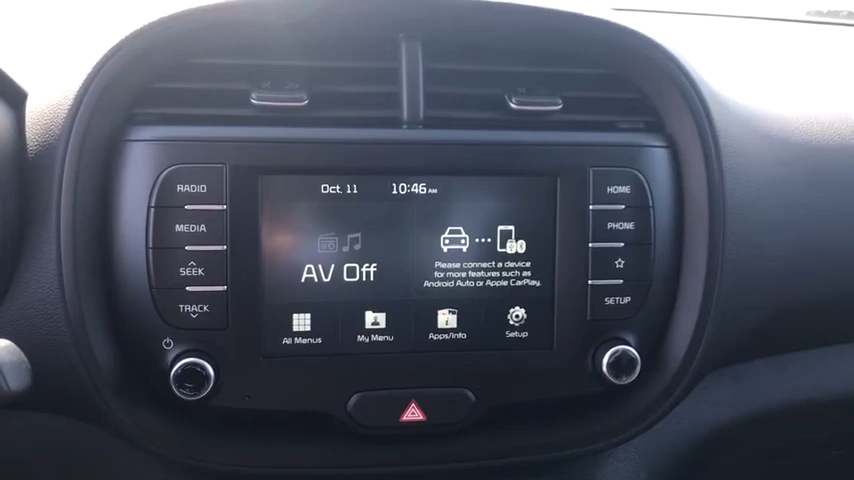 RADIO
MEDIA
SEEK
TRACK
Oct. 11 10:46 AM
AV Off
Please connect a device
for more features such as
Android Auto or Apple CarPlay.
All Menus
My Menu
Apps/Info
Setup
HOME
PHONE
SETUP